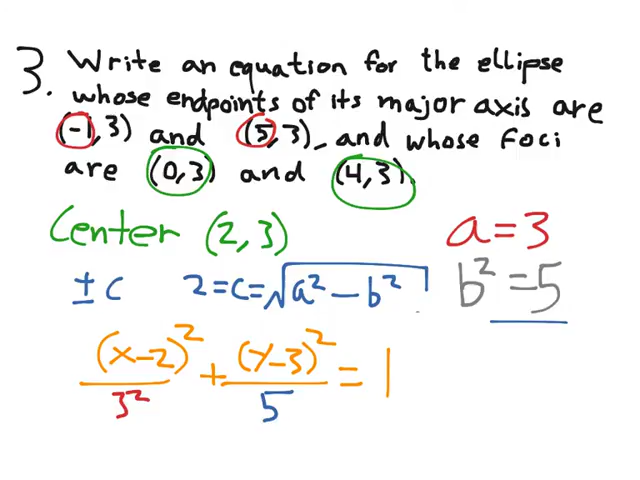 3. Write an equation for the ellipse
whose endpoints of its major axis are
(-1, 3) and (5, 3), and whose foci
are (0, 3) and (4, 3).
Center (2, 3) a = 3
± c 2 = c = √a² - b² b² = 5
(x-2)² + (y-3)² = 1
3² 5